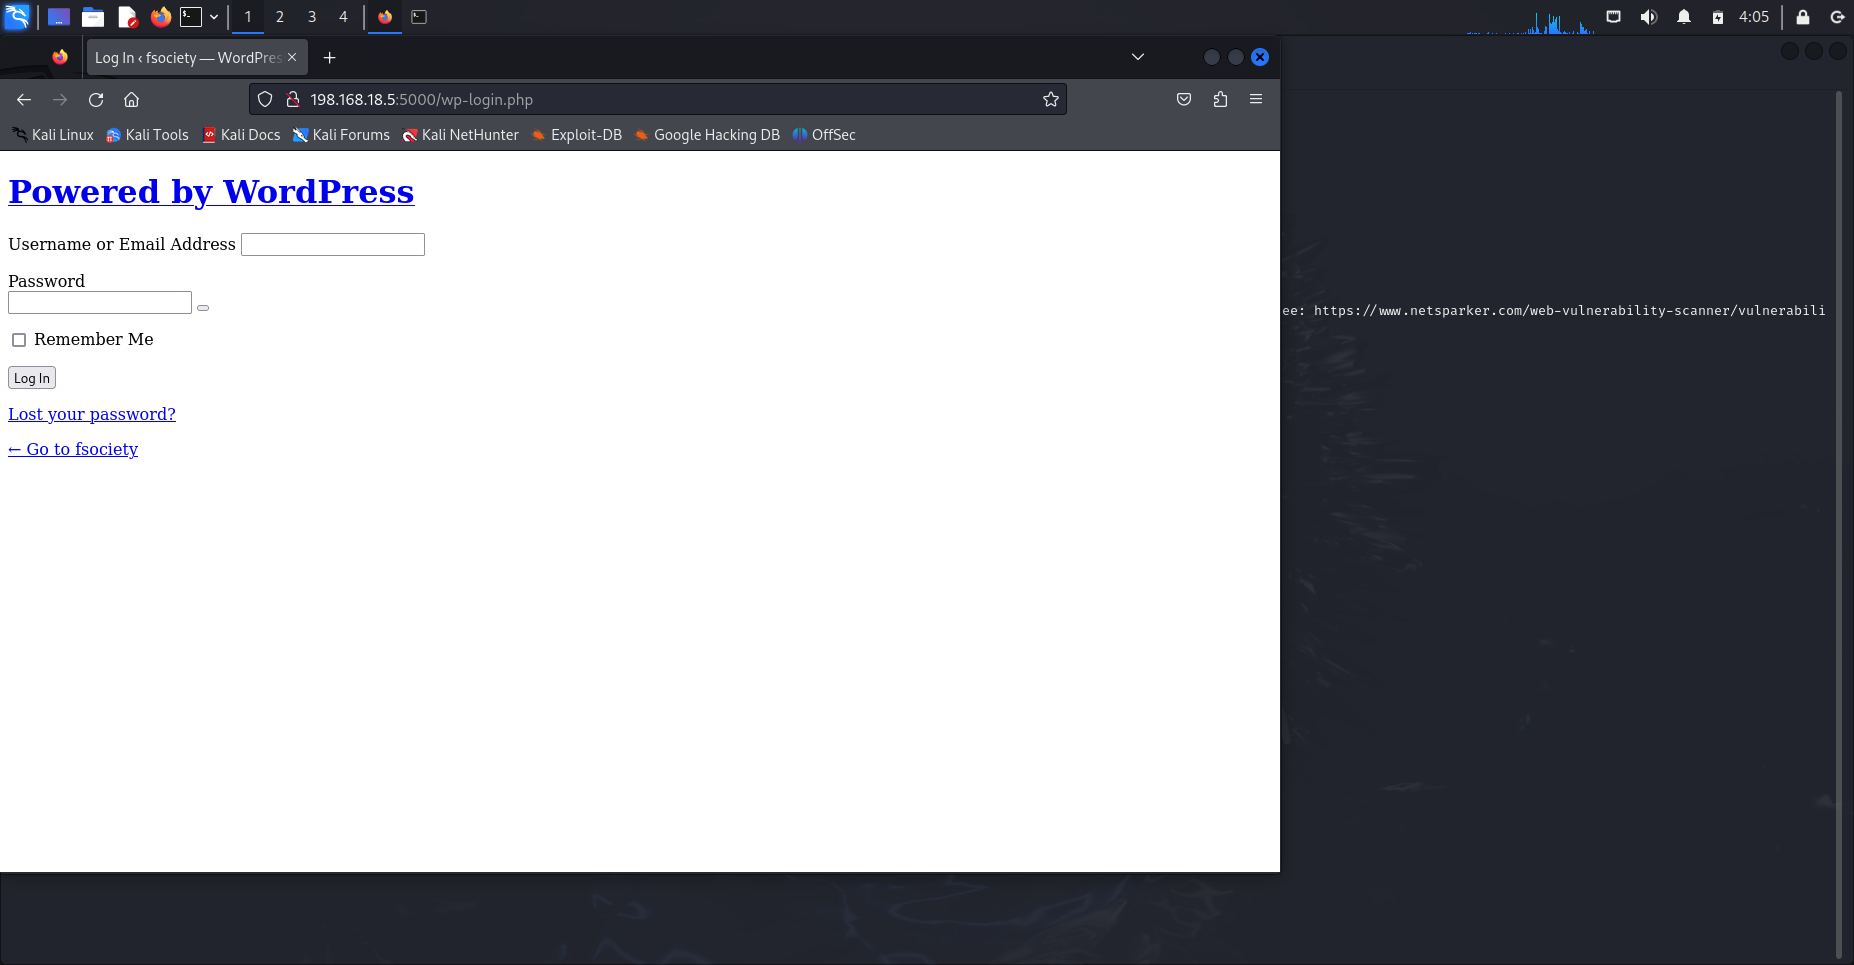 1 2 3 4 4:05
Log In ‹ fsociety — WordPres
198.168.18.5:5000/wp-login.php
Kali Linux Kali Tools Kali Docs Kali Forums Kali NetHunter Exploit-DB Google Hacking DB OffSec
Powered by WordPress
Username or Email Address
Password
ee: https://www.netsparker.com/web-vulnerability-scanner/vulnerabili
Remember Me
Log In
Lost your password?
← Go to fsociety